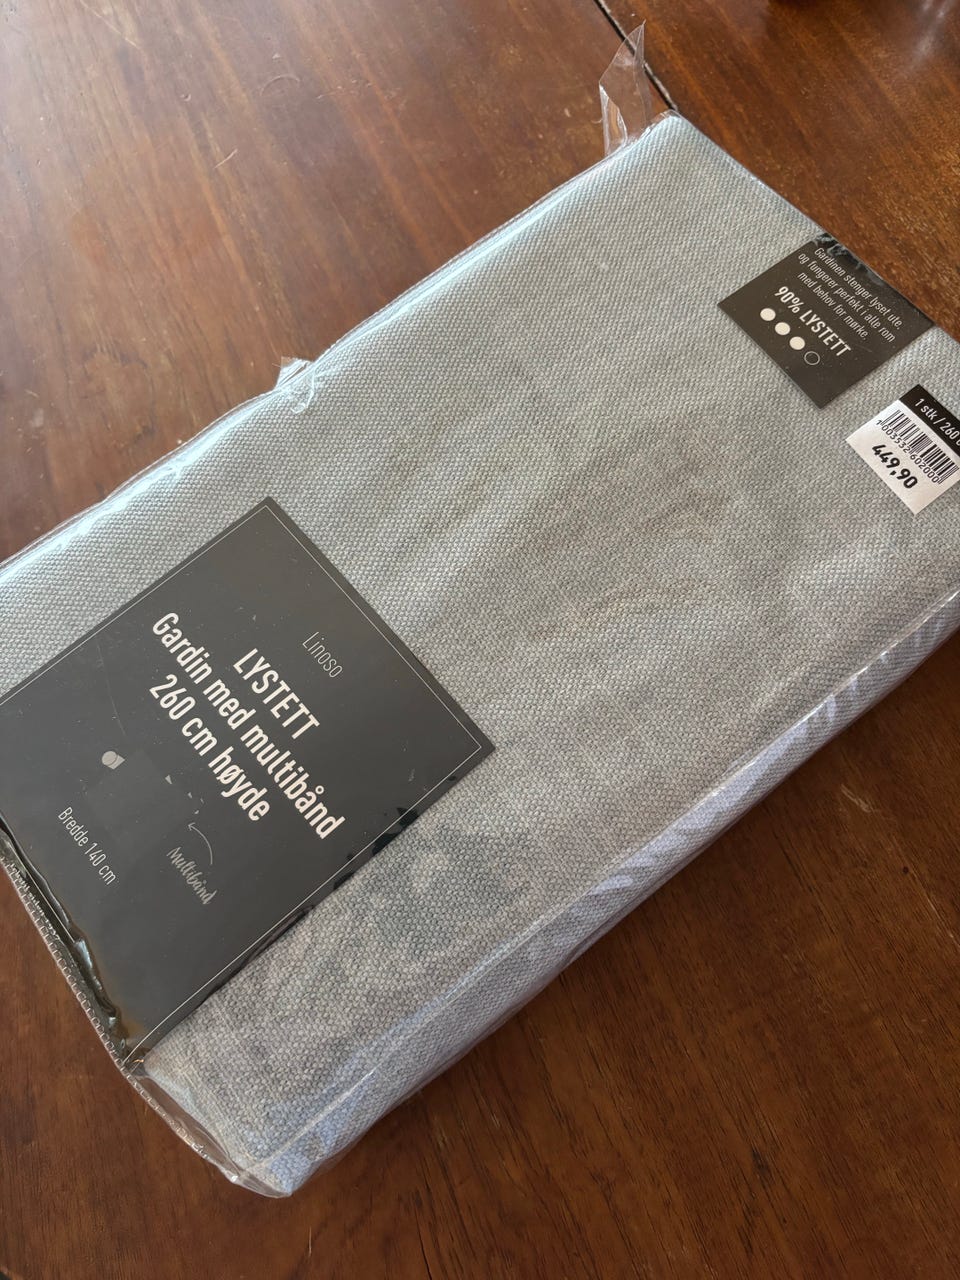 Gardinen stenger lyset ute,
og fungerer perfekt i alle rom
med behov for mørke.
90% LYSTETT
1 stk / 260
7003532602000
449,90
Linoso
LYSTETT
Gardin med multibånd
260 cm høyde
Multibånd
Bredde 140 cm